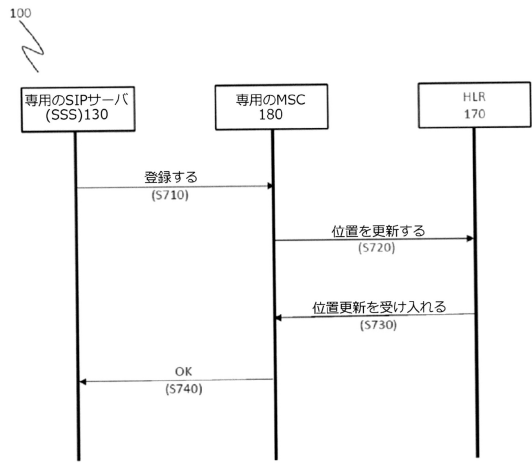 100
専用のSIPサーバ
(SSS)130
専用のMSC
180
HLR
170
登録する
(S710)
位置を更新する
(S720)
位置更新を受け入れる
(S730)
OK
(S740)